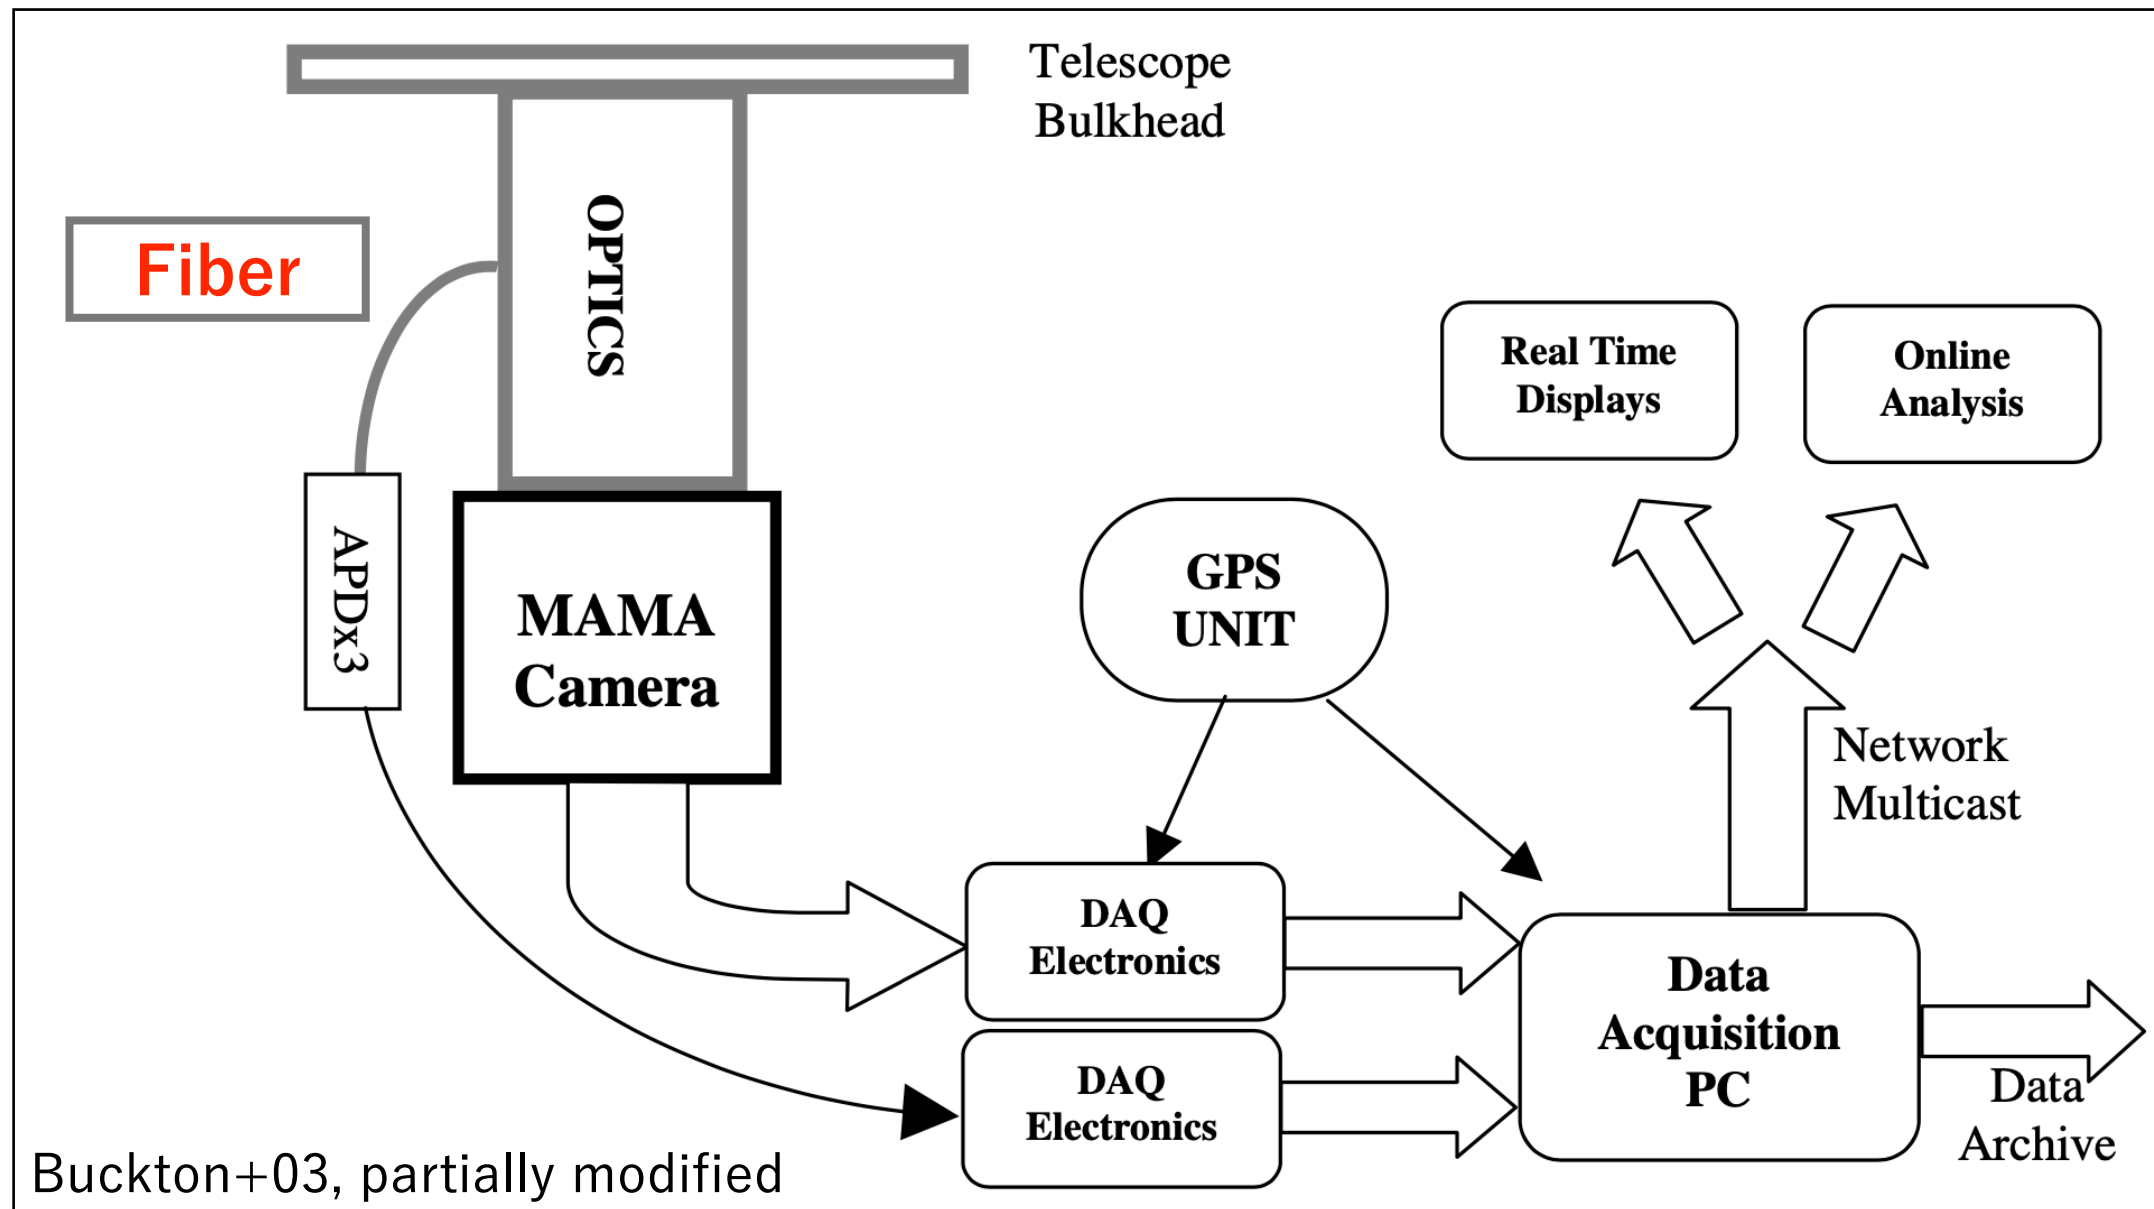 Telescope
Bulkhead
OPTICS
Fiber
Real Time
Displays
Online
Analysis
APDx3
MAMA
Camera
GPS
UNIT
Network
Multicast
DAQ
Electronics
Data
Acquisition
PC
DAQ
Electronics
Data
Archive
Buckton+03, partially modified